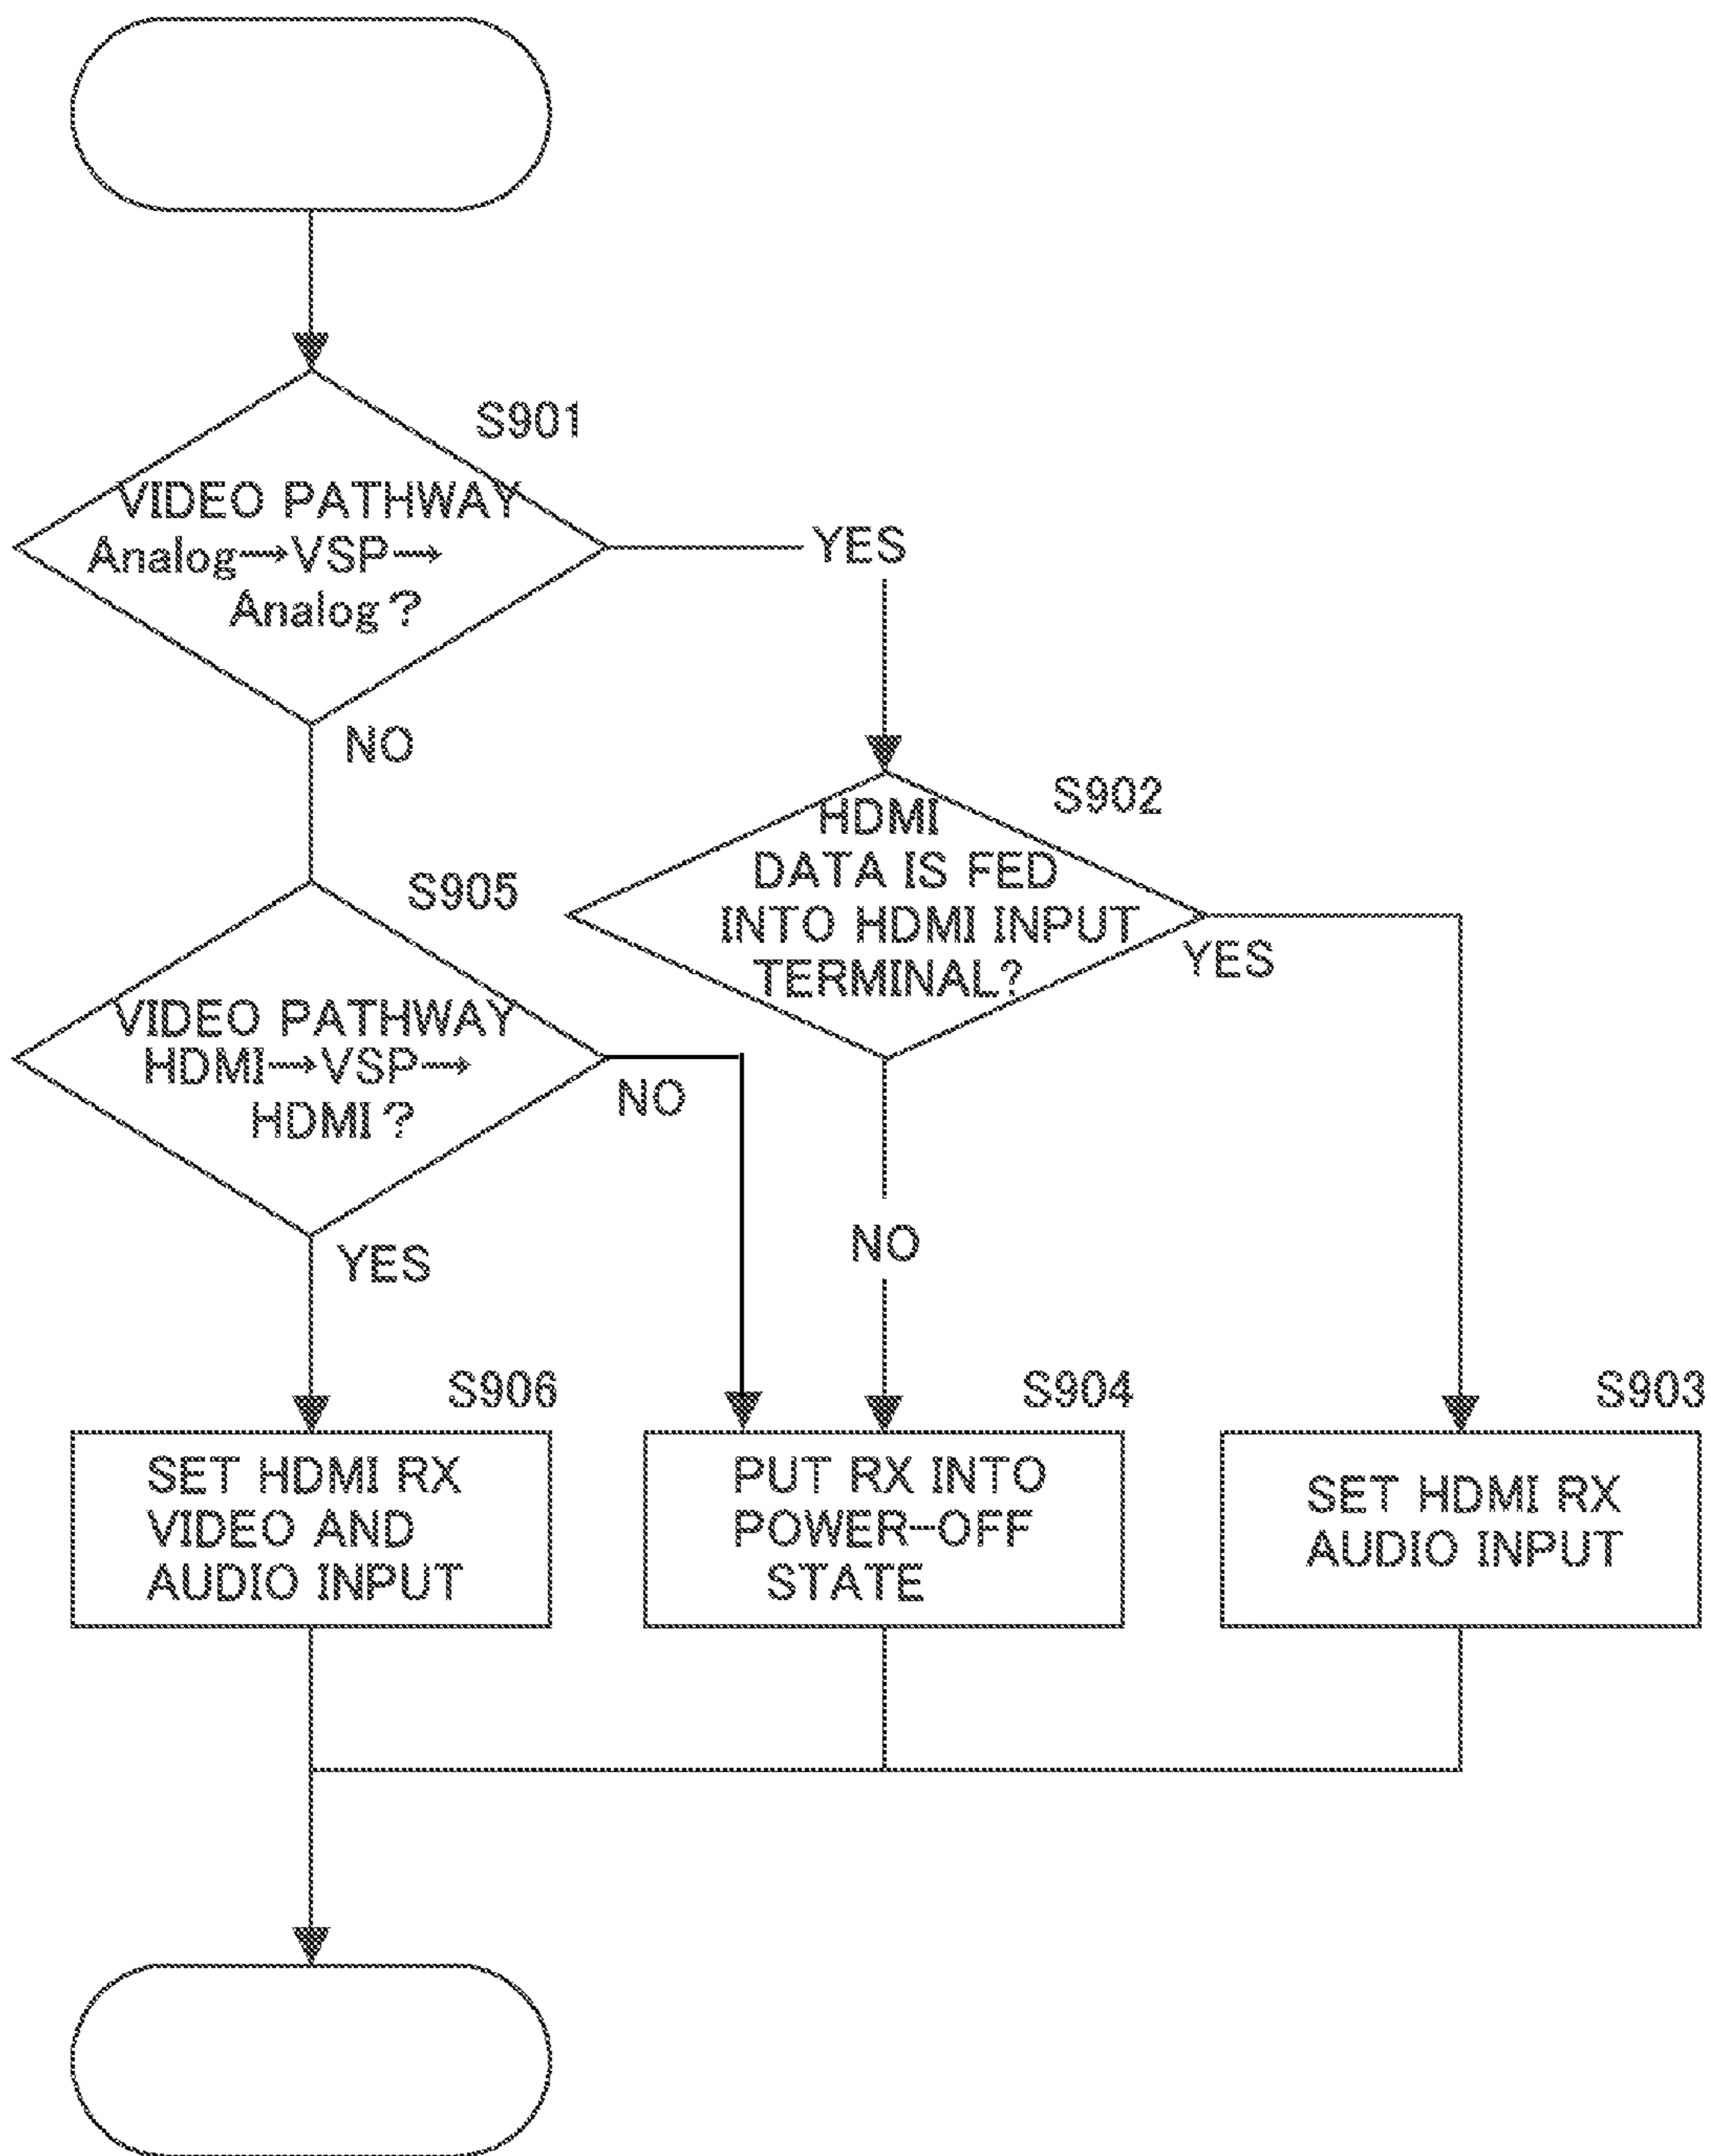 S901
VIDEO PATHWAY
Analog→VSP→
Analog?
YES
NO
S902
HDMI
DATA IS FED
INTO HDMI INPUT
TERMINAL?
YES
S905
VIDEO PATHWAY
HDMI→VSP→
HDMI?
NO
NO
YES
S906
SET HDMI RX
VIDEO AND
AUDIO INPUT
S904
PUT RX INTO
POWER-OFF
STATE
S903
SET HDMI RX
AUDIO INPUT